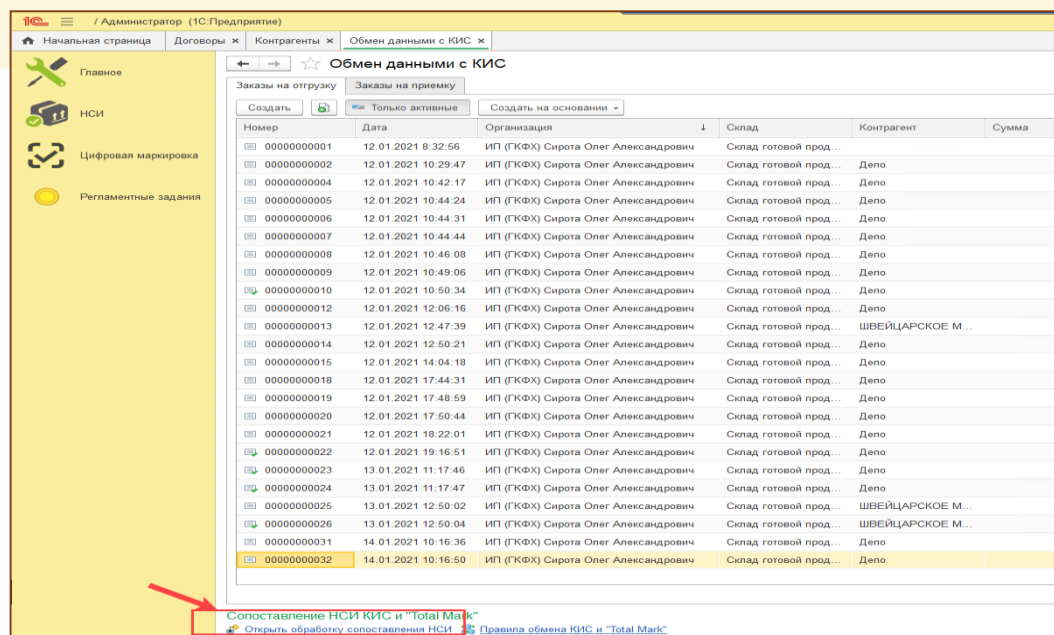 1С / Администратор (1С:Предприятие)
Начальная страница Договоры × Контрагенты × Обмен данными с КИС ×
Главное
НСИ
Цифровая маркировка
Регламентные задания
Обмен данными с КИС
Заказы на отгрузку Заказы на приемку
Создать Только активные Создать на основании
Номер Дата Организация ↓ Склад Контрагент Сумма
00000000001 12.01.2021 8:32:56 ИП (ГКФХ) Сирота Олег Александрович Склад готовой прод...
00000000002 12.01.2021 10:29:47 ИП (ГКФХ) Сирота Олег Александрович Склад готовой прод... Депо
00000000004 12.01.2021 10:42:17 ИП (ГКФХ) Сирота Олег Александрович Склад готовой прод... Депо
00000000005 12.01.2021 10:44:24 ИП (ГКФХ) Сирота Олег Александрович Склад готовой прод... Депо
00000000006 12.01.2021 10:44:31 ИП (ГКФХ) Сирота Олег Александрович Склад готовой прод... Депо
00000000007 12.01.2021 10:44:44 ИП (ГКФХ) Сирота Олег Александрович Склад готовой прод... Депо
00000000008 12.01.2021 10:46:08 ИП (ГКФХ) Сирота Олег Александрович Склад готовой прод... Депо
00000000009 12.01.2021 10:49:06 ИП (ГКФХ) Сирота Олег Александрович Склад готовой прод... Депо
00000000010 12.01.2021 10:50:34 ИП (ГКФХ) Сирота Олег Александрович Склад готовой прод... Депо
00000000012 12.01.2021 12:06:16 ИП (ГКФХ) Сирота Олег Александрович Склад готовой прод... Депо
00000000013 12.01.2021 12:47:39 ИП (ГКФХ) Сирота Олег Александрович Склад готовой прод... ШВЕЙЦАРСКОЕ М...
00000000014 12.01.2021 12:50:21 ИП (ГКФХ) Сирота Олег Александрович Склад готовой прод... Депо
00000000015 12.01.2021 14:04:18 ИП (ГКФХ) Сирота Олег Александрович Склад готовой прод... Депо
00000000018 12.01.2021 17:44:31 ИП (ГКФХ) Сирота Олег Александрович Склад готовой прод... Депо
00000000019 12.01.2021 17:48:59 ИП (ГКФХ) Сирота Олег Александрович Склад готовой прод... Депо
00000000020 12.01.2021 17:50:44 ИП (ГКФХ) Сирота Олег Александрович Склад готовой прод... Депо
00000000021 12.01.2021 18:22:01 ИП (ГКФХ) Сирота Олег Александрович Склад готовой прод... Депо
00000000022 12.01.2021 19:16:51 ИП (ГКФХ) Сирота Олег Александрович Склад готовой прод... Депо
00000000023 13.01.2021 11:17:46 ИП (ГКФХ) Сирота Олег Александрович Склад готовой прод... Депо
00000000024 13.01.2021 11:17:47 ИП (ГКФХ) Сирота Олег Александрович Склад готовой прод... Депо
00000000025 13.01.2021 12:50:02 ИП (ГКФХ) Сирота Олег Александрович Склад готовой прод... ШВЕЙЦАРСКОЕ М...
00000000026 13.01.2021 12:50:04 ИП (ГКФХ) Сирота Олег Александрович Склад готовой прод... ШВЕЙЦАРСКОЕ М...
00000000031 14.01.2021 10:16:36 ИП (ГКФХ) Сирота Олег Александрович Склад готовой прод... Депо
00000000032 14.01.2021 10:16:50 ИП (ГКФХ) Сирота Олег Александрович Склад готовой прод... Депо
Сопоставление НСИ КИС и "Total Mark"
Открыть обработку сопоставления НСИ Правила обмена КИС и "Total Mark"